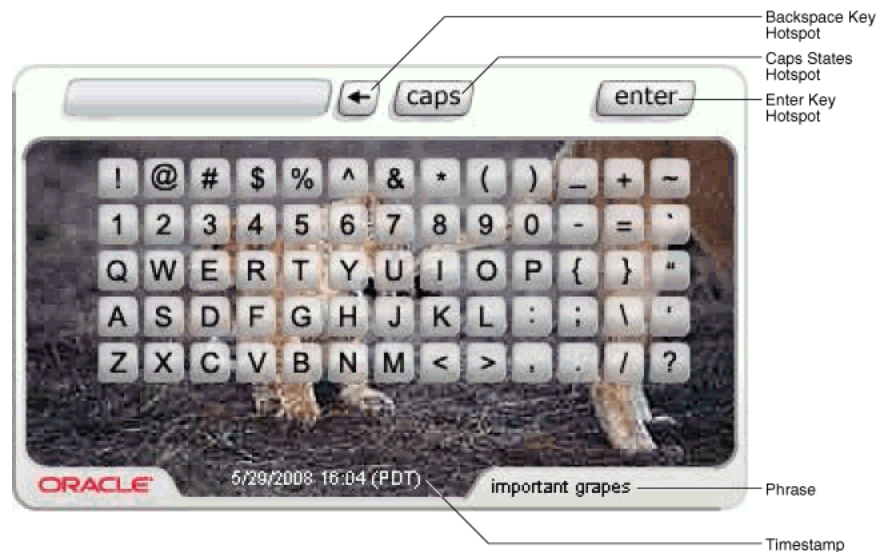 Backspace Key
Hotspot
Caps States
Hotspot
Enter Key
Hotspot
← caps enter
! @ # $ % ^ & * ( ) _ + ~
1 2 3 4 5 6 7 8 9 0 - = `
Q W E R T Y U I O P { } "
A S D F G H J K L : ; \ '
Z X C V B N M < > , . / ?
ORACLE
5/29/2008 16:04 (PDT)
important grapes
Phrase
Timestamp